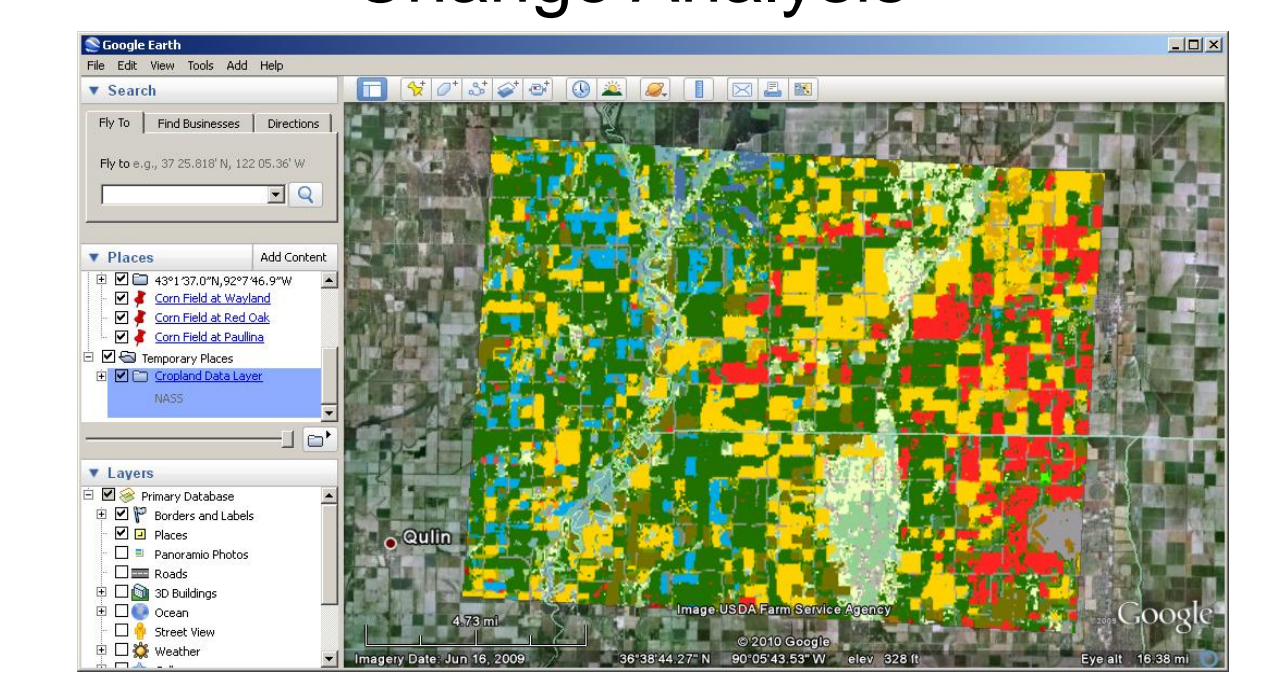 Change Analysis
Google Earth
File Edit View Tools Add Help
Search
Fly To Find Businesses Directions
Fly to e.g., 37 25.818' N, 122 05.36' W
Places Add Content
43°1'37.0"N,92°7'46.9"W
Corn Field at Wayland
Corn Field at Red Oak
Corn Field at Paullina
Temporary Places
Cropland Data Layer
NASS
Layers
Primary Database
Borders and Labels
Places
Panoramio Photos
Roads
3D Buildings
Ocean
Street View
Weather
Qulin
Image USDA Farm Service Agency
4.73 mi
©2009 Google
© 2010 Google
Imagery Date: Jun 16, 2009 36°38'44.27" N 90°05'43.53" W elev 328 ft Eye alt 16.38 mi